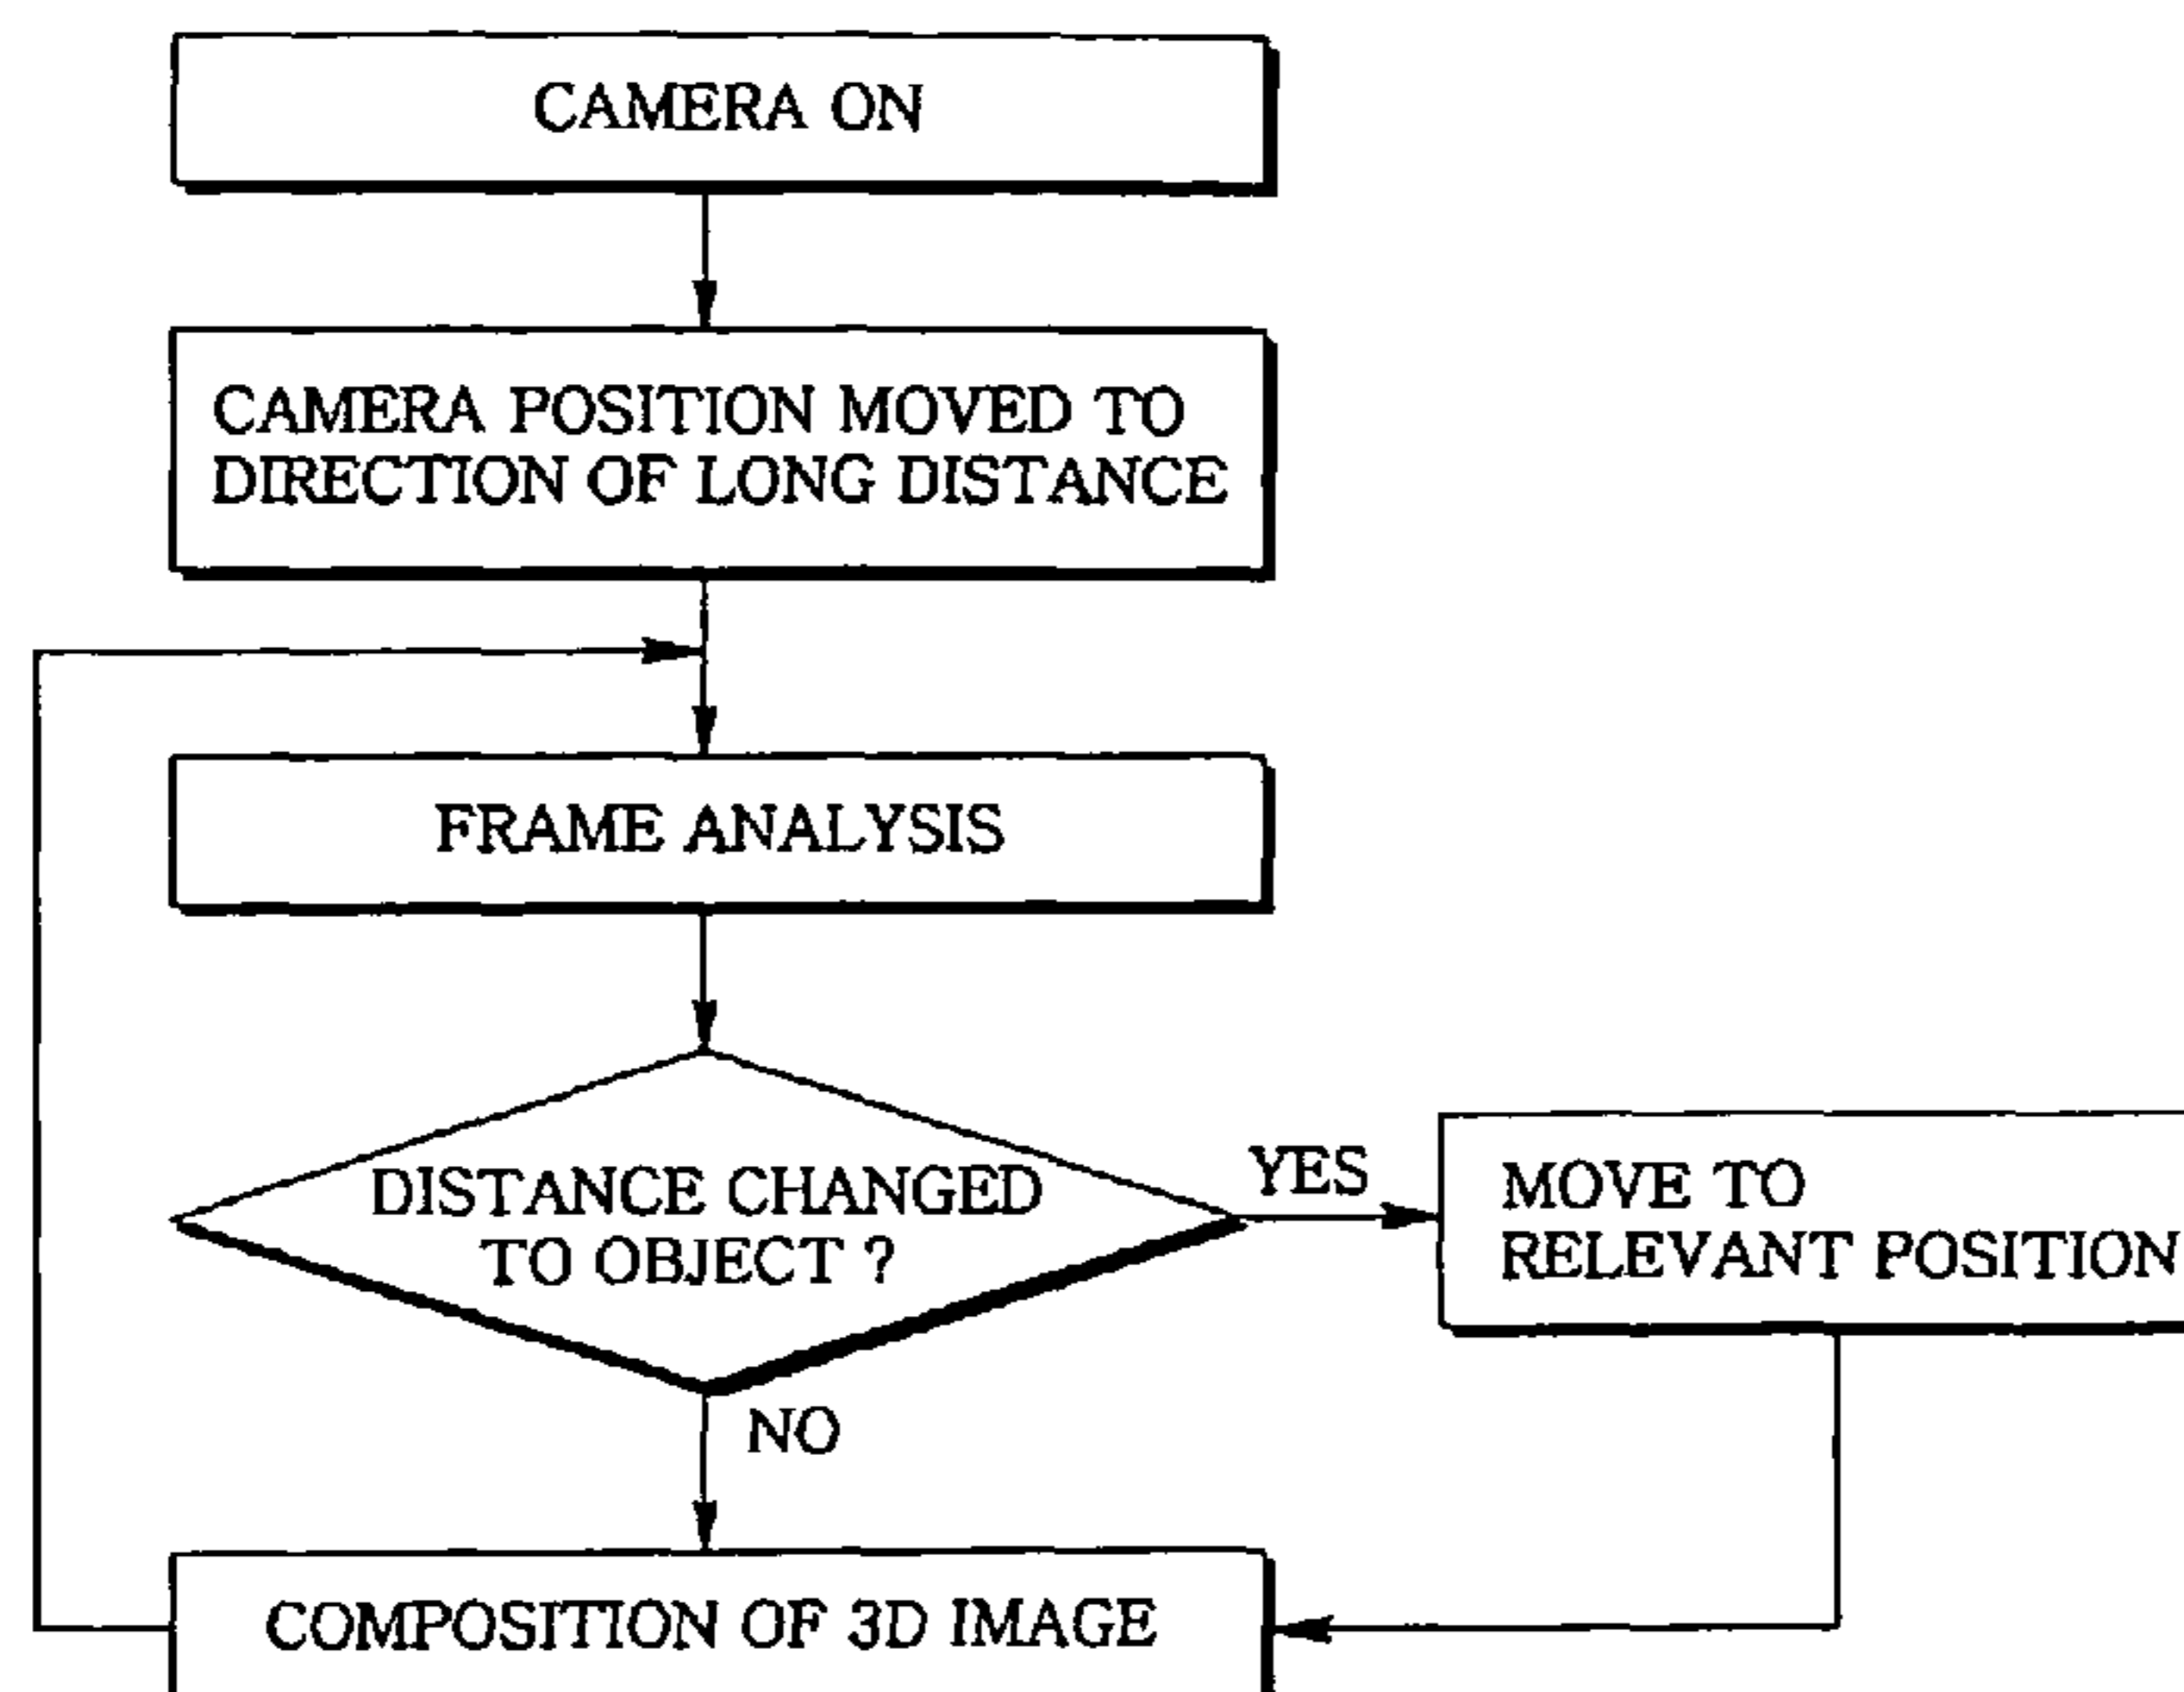 CAMERA ON
CAMERA POSITION MOVED TO
DIRECTION OF LONG DISTANCE
FRAME ANALYSIS
DISTANCE CHANGED
TO OBJECT ?
YES
MOVE TO
RELEVANT POSITION
NO
COMPOSITION OF 3D IMAGE